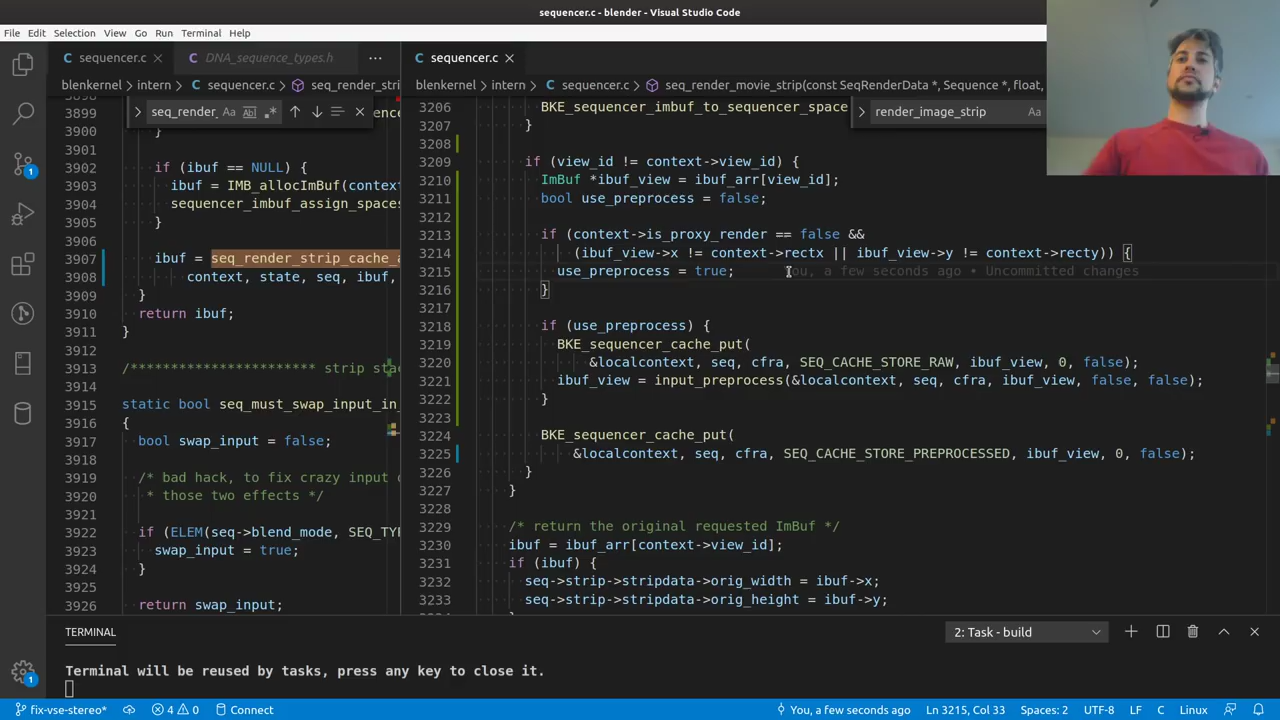 sequencer.c - blender - Visual Studio Code
File Edit Selection View Go Run Terminal Help
sequencer.c DNA_sequence_types.h ···
blenkernel > intern > sequencer.c > seq_render_stri
seq_render_ Aa Ab
3899
3900 }
3901
3902 if (ibuf == NULL) {
3903 ibuf = IMB_allocImBuf(context
3904 sequencer_imbuf_assign_spaces
3905 }
3906
3907 ibuf = seq_render_strip_cache_a
3908 context, state, seq, ibuf,
3909 }
3910 return ibuf;
3911 }
3912
3913 /*********************** strip sta
3914
3915 static bool seq_must_swap_input_in_
3916 {
3917 bool swap_input = false;
3918
3919 /* bad hack, to fix crazy input o
3920 * those two effects */
3921
3922 if (ELEM(seq->blend_mode, SEQ_TYP
3923 swap_input = true;
3924 }
3925
3926 return swap_input;
sequencer.c
blenkernel > intern > sequencer.c > seq_render_movie_strip(const SeqRenderData *, Sequence *, float,
render_image_strip Aa
3206 BKE_sequencer_imbuf_to_sequencer_space
3207 }
3208
3209 if (view_id != context->view_id) {
3210 ImBuf *ibuf_view = ibuf_arr[view_id];
3211 bool use_preprocess = false;
3212
3213 if (context->is_proxy_render == false &&
3214 (ibuf_view->x != context->rectx || ibuf_view->y != context->recty)) {
3215 use_preprocess = true; You, a few seconds ago • Uncommitted changes
3216 }
3217
3218 if (use_preprocess) {
3219 BKE_sequencer_cache_put(
3220 &localcontext, seq, cfra, SEQ_CACHE_STORE_RAW, ibuf_view, 0, false);
3221 ibuf_view = input_preprocess(&localcontext, seq, cfra, ibuf_view, false, false);
3222 }
3223
3224 BKE_sequencer_cache_put(
3225 &localcontext, seq, cfra, SEQ_CACHE_STORE_PREPROCESSED, ibuf_view, 0, false);
3226 }
3227 }
3228
3229 /* return the original requested ImBuf */
3230 ibuf = ibuf_arr[context->view_id];
3231 if (ibuf) {
3232 seq->strip->stripdata->orig_width = ibuf->x;
3233 seq->strip->stripdata->orig_height = ibuf->y;
TERMINAL
2: Task - build
Terminal will be reused by tasks, press any key to close it.
fix-vse-stereo* 4 0 Connect You, a few seconds ago Ln 3215, Col 33 Spaces: 2 UTF-8 LF C Linux